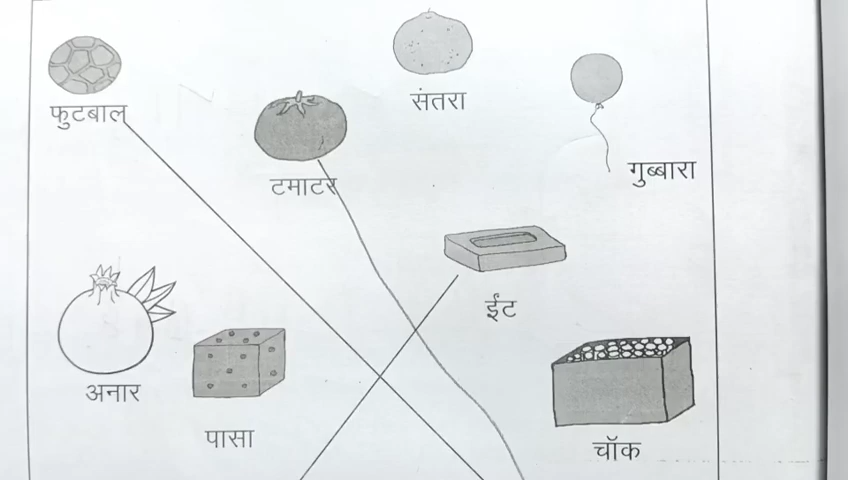 फुटबाल
संतरा
टमाटर
गुब्बारा
ईंट
अनार
पासा
चॉक